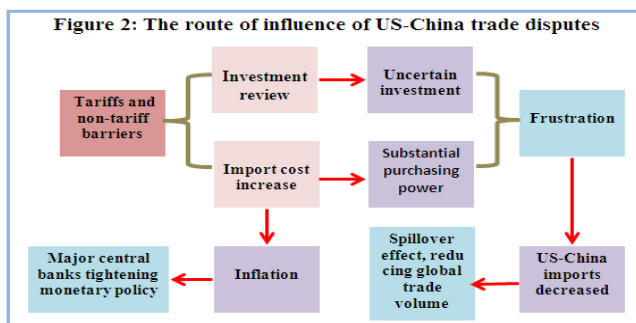 Figure 2: The route of influence of US-China trade disputes
Investment
review
Uncertain
investment
Tariffs and
non-tariff
barriers
Frustration
Import cost
increase
Substantial
purchasing
power
Major central
banks tightening
monetary policy
Inflation
Spillover
effect, redu
cing global
trade
volume
US-China
imports
decreased